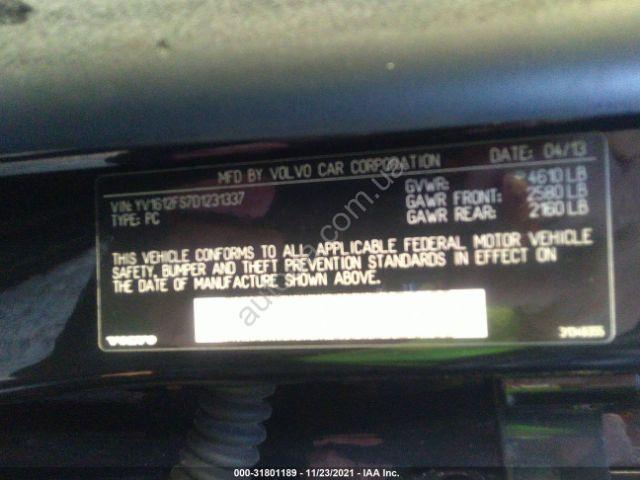 MFD BY VOLVO CAR CORPORATION DATE: 04/13
VIN: YV1612FS7D1231337
TYPE: PC
GVWR: 4610 LB
GAWR FRONT: 2580 LB
GAWR REAR: 2160 LB
THIS VEHICLE CONFORMS TO ALL APPLICABLE FEDERAL MOTOR VEHICLE
SAFETY, BUMPER AND THEFT PREVENTION STANDARDS IN EFFECT ON
THE DATE OF MANUFACTURE SHOWN ABOVE.
VOLVO
000-31801189 - 11/23/2021 - IAA Inc.